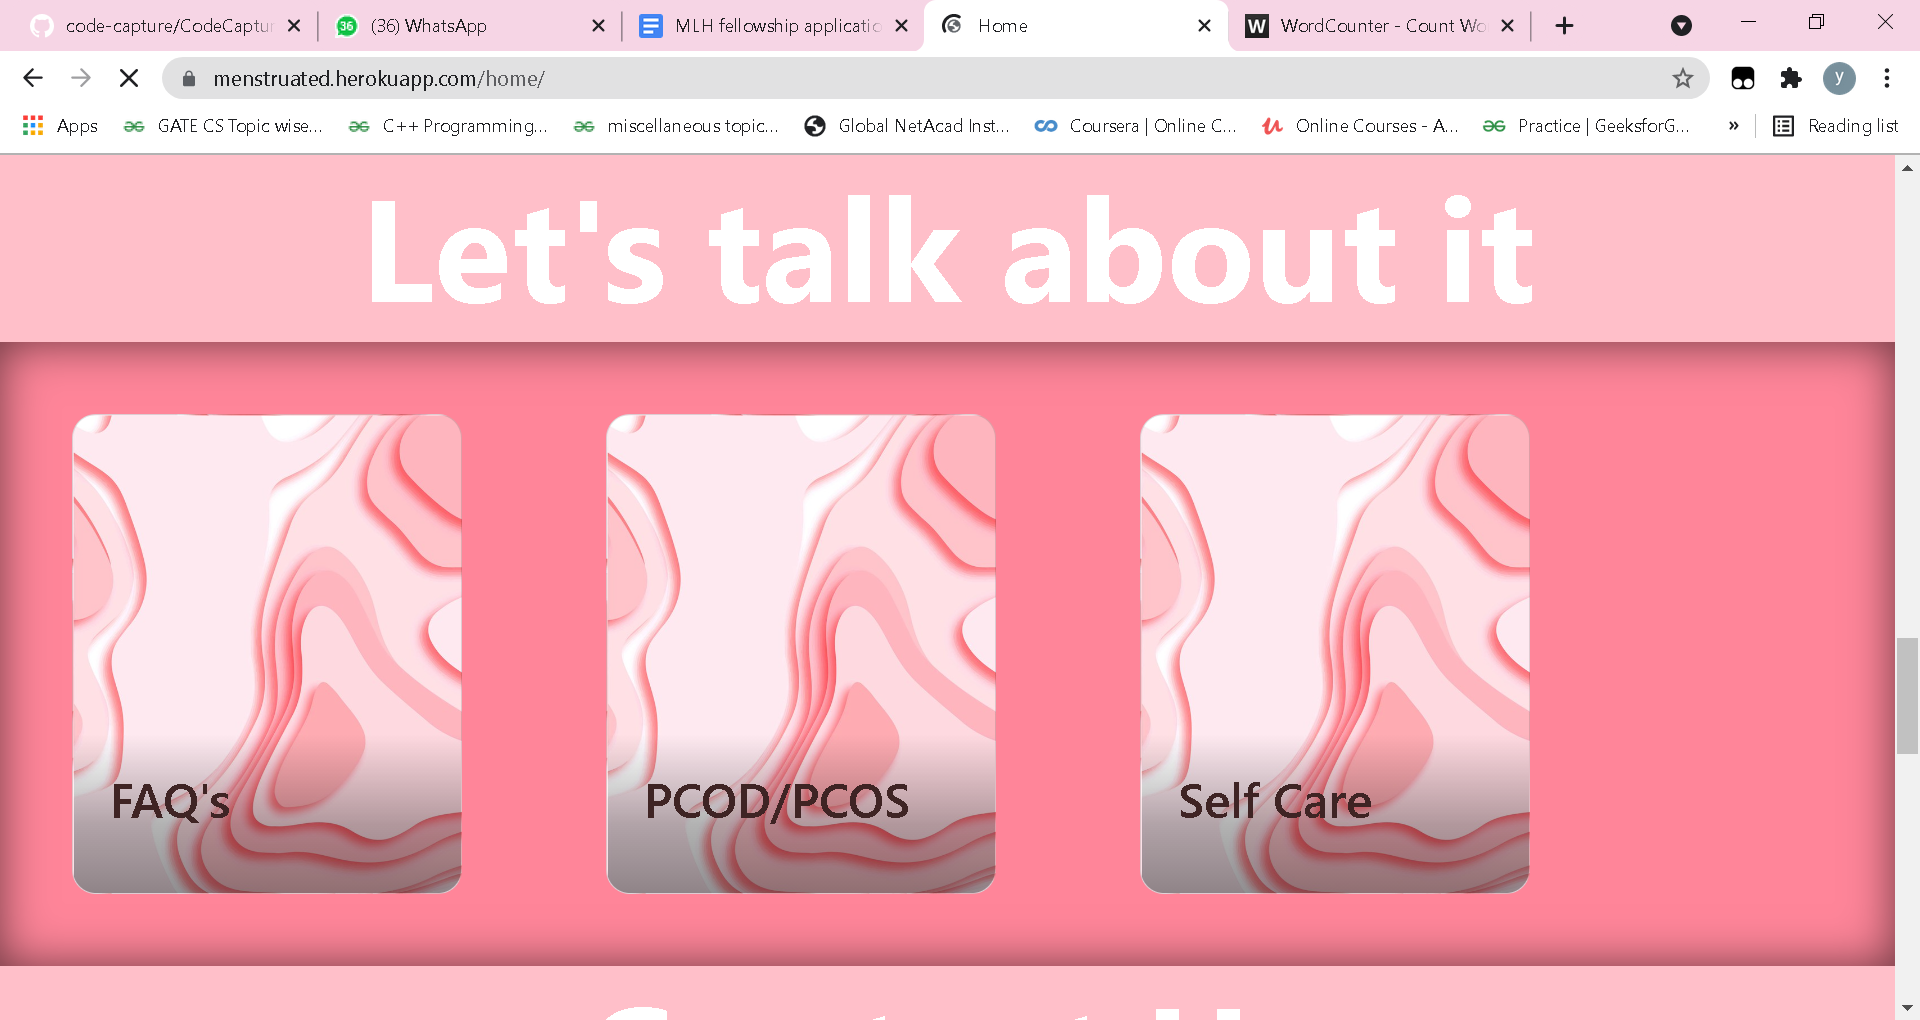 code-capture/CodeCaptur
36 (36) WhatsApp
MLH fellowship applicatio
Home
W WordCounter - Count Wo
menstruated.herokuapp.com/home/
y
Apps
GATE CS Topic wise...
C++ Programming...
miscellaneous topic...
Global NetAcad Inst...
Coursera | Online C...
Online Courses - A...
Practice | GeeksforG...
»
Reading list
Let's talk about it
FAQ's
PCOD/PCOS
Self Care